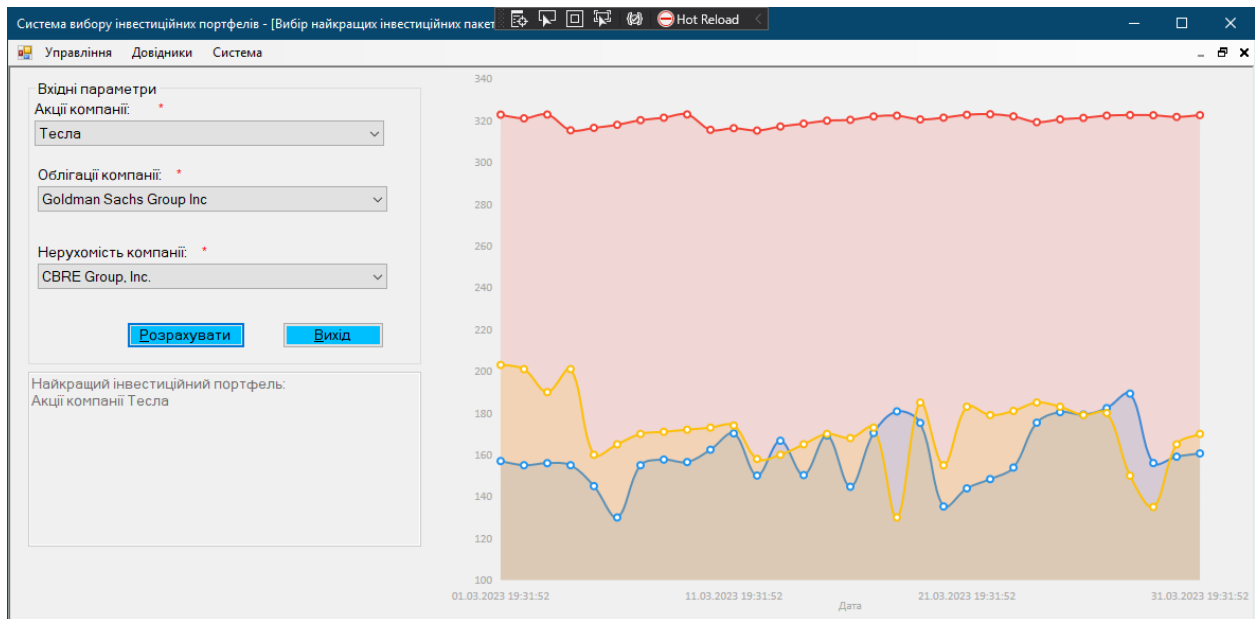 Система вибору інвестиційних портфелів - [Вибір найкращих інвестиційних пакет
Hot Reload
Управління Довідники Система
Вхідні параметри
Акції компанії: *
Тесла
Облігації компанії: *
Goldman Sachs Group Inc
Нерухомість компанії: *
CBRE Group, Inc.
Розрахувати Вихід
Найкращий інвестиційний портфель:
Акції компанії Тесла
340
320
300
280
260
240
220
200
180
160
140
120
100
01.03.2023 19:31:52 11.03.2023 19:31:52 21.03.2023 19:31:52 31.03.2023 19:31:52
Дата